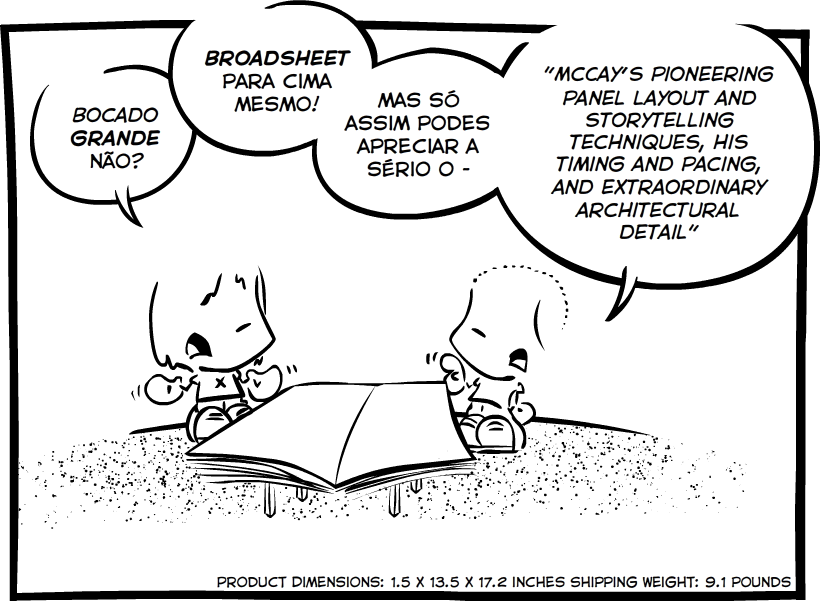 BOCADO
GRANDE
NÃO?
BROADSHEET
PARA CIMA
MESMO!
MAS SÓ
ASSIM PODES
APRECIAR A
SÉRIO O -
"MCCAY'S PIONEERING
PANEL LAYOUT AND
STORYTELLING
TECHNIQUES, HIS
TIMING AND PACING,
AND EXTRAORDINARY
ARCHITECTURAL
DETAIL"
X
PRODUCT DIMENSIONS: 1.5 X 13.5 X 17.2 INCHES SHIPPING WEIGHT: 9.1 POUNDS